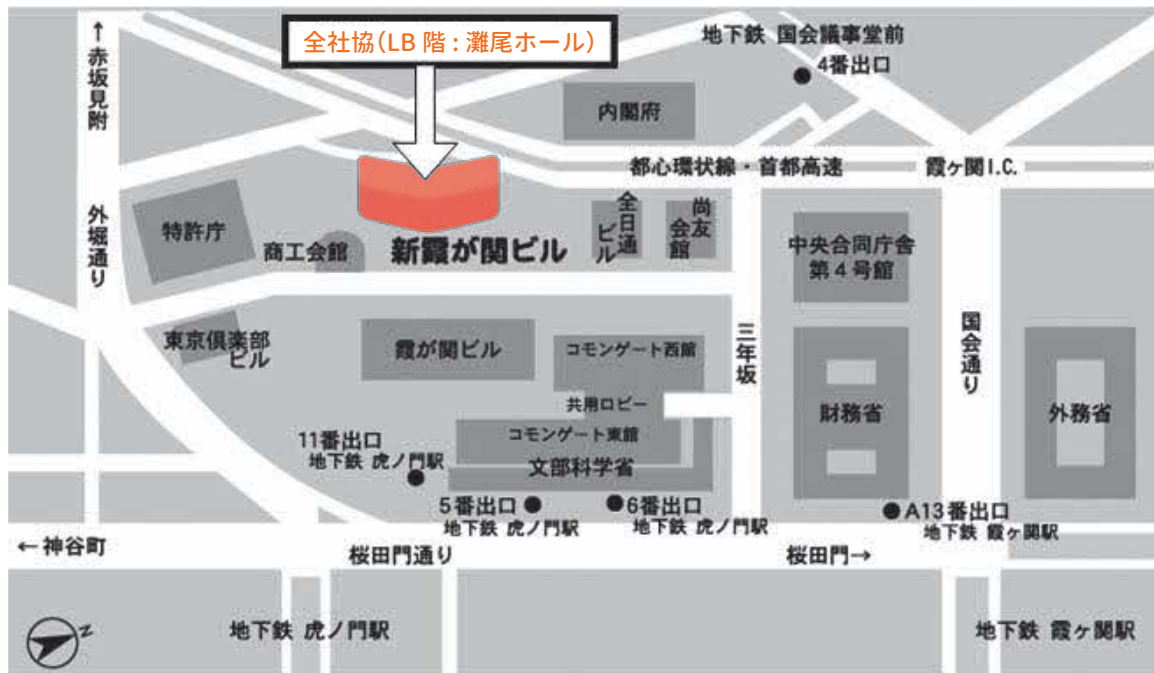 全社協（LB 階：灘尾ホール）
地下鉄 国会議事堂前
4番出口
↑赤坂見附
内閣府
都心環状線・首都高速
霞ヶ関I.C.
外堀通り
特許庁
商工会館
新霞が関ビル
全日通
ビル
尚友
会館
中央合同庁舎
第４号館
東京倶楽部
ビル
霞が関ビル
コモンゲート西館
三年坂
国会通り
共用ロビー
コモンゲート東館
文部科学省
財務省
外務省
11番出口
地下鉄 虎ノ門駅
5番出口
地下鉄 虎ノ門駅
6番出口
地下鉄 虎ノ門駅
A13番出口
地下鉄 霞ヶ関駅
←神谷町
桜田門通り
桜田門→
地下鉄 虎ノ門駅
地下鉄 霞ヶ関駅
N